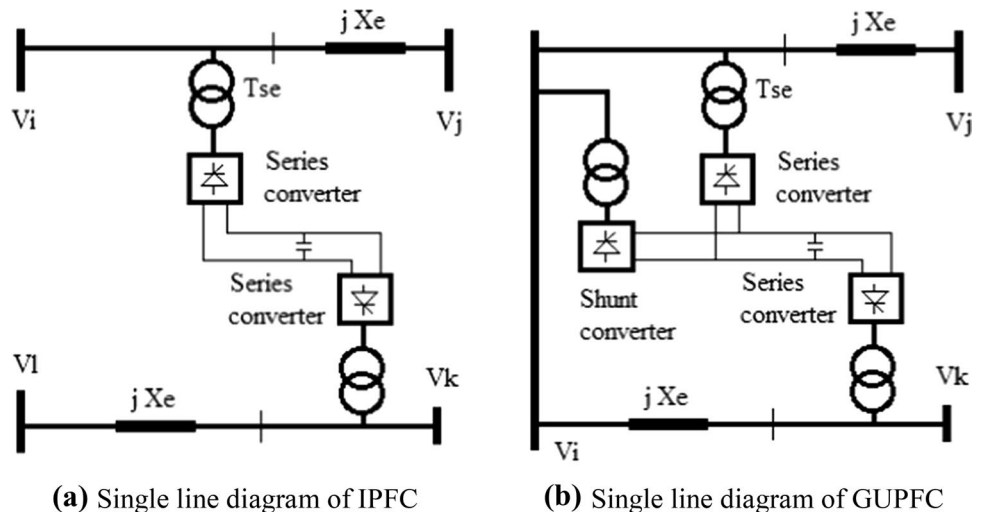 j Xe
Tse
Vi
Vj
Series
converter
Series
converter
Vl
j Xe
Vk
(a) Single line diagram of IPFC
j Xe
Tse
Vj
Series
converter
Shunt
converter
Series
converter
j Xe
Vk
Vi
(b) Single line diagram of GUPFC